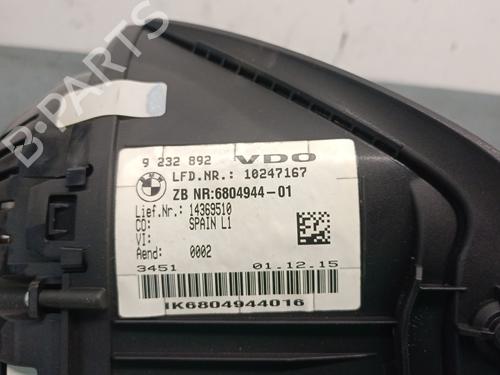 B-PARTS
9 232 892 VDO
LFD.NR.: 10247167
ZB NR:6804944-01
Lief.Nr.: 14369510
CO: SPAIN L1
VI:
Aend: 0002
3451 01.12.15
IK6804944016